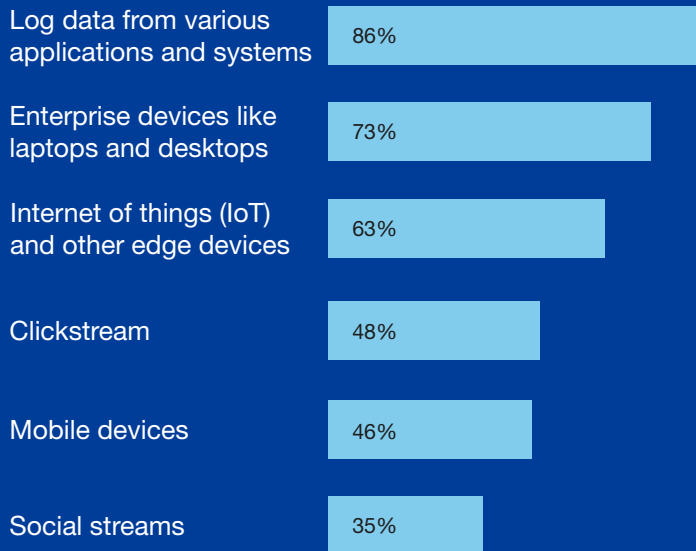 Log data from various
applications and systems
86%
Enterprise devices like
laptops and desktops
73%
Internet of things (IoT)
and other edge devices
63%
Clickstream
48%
Mobile devices
46%
Social streams
35%